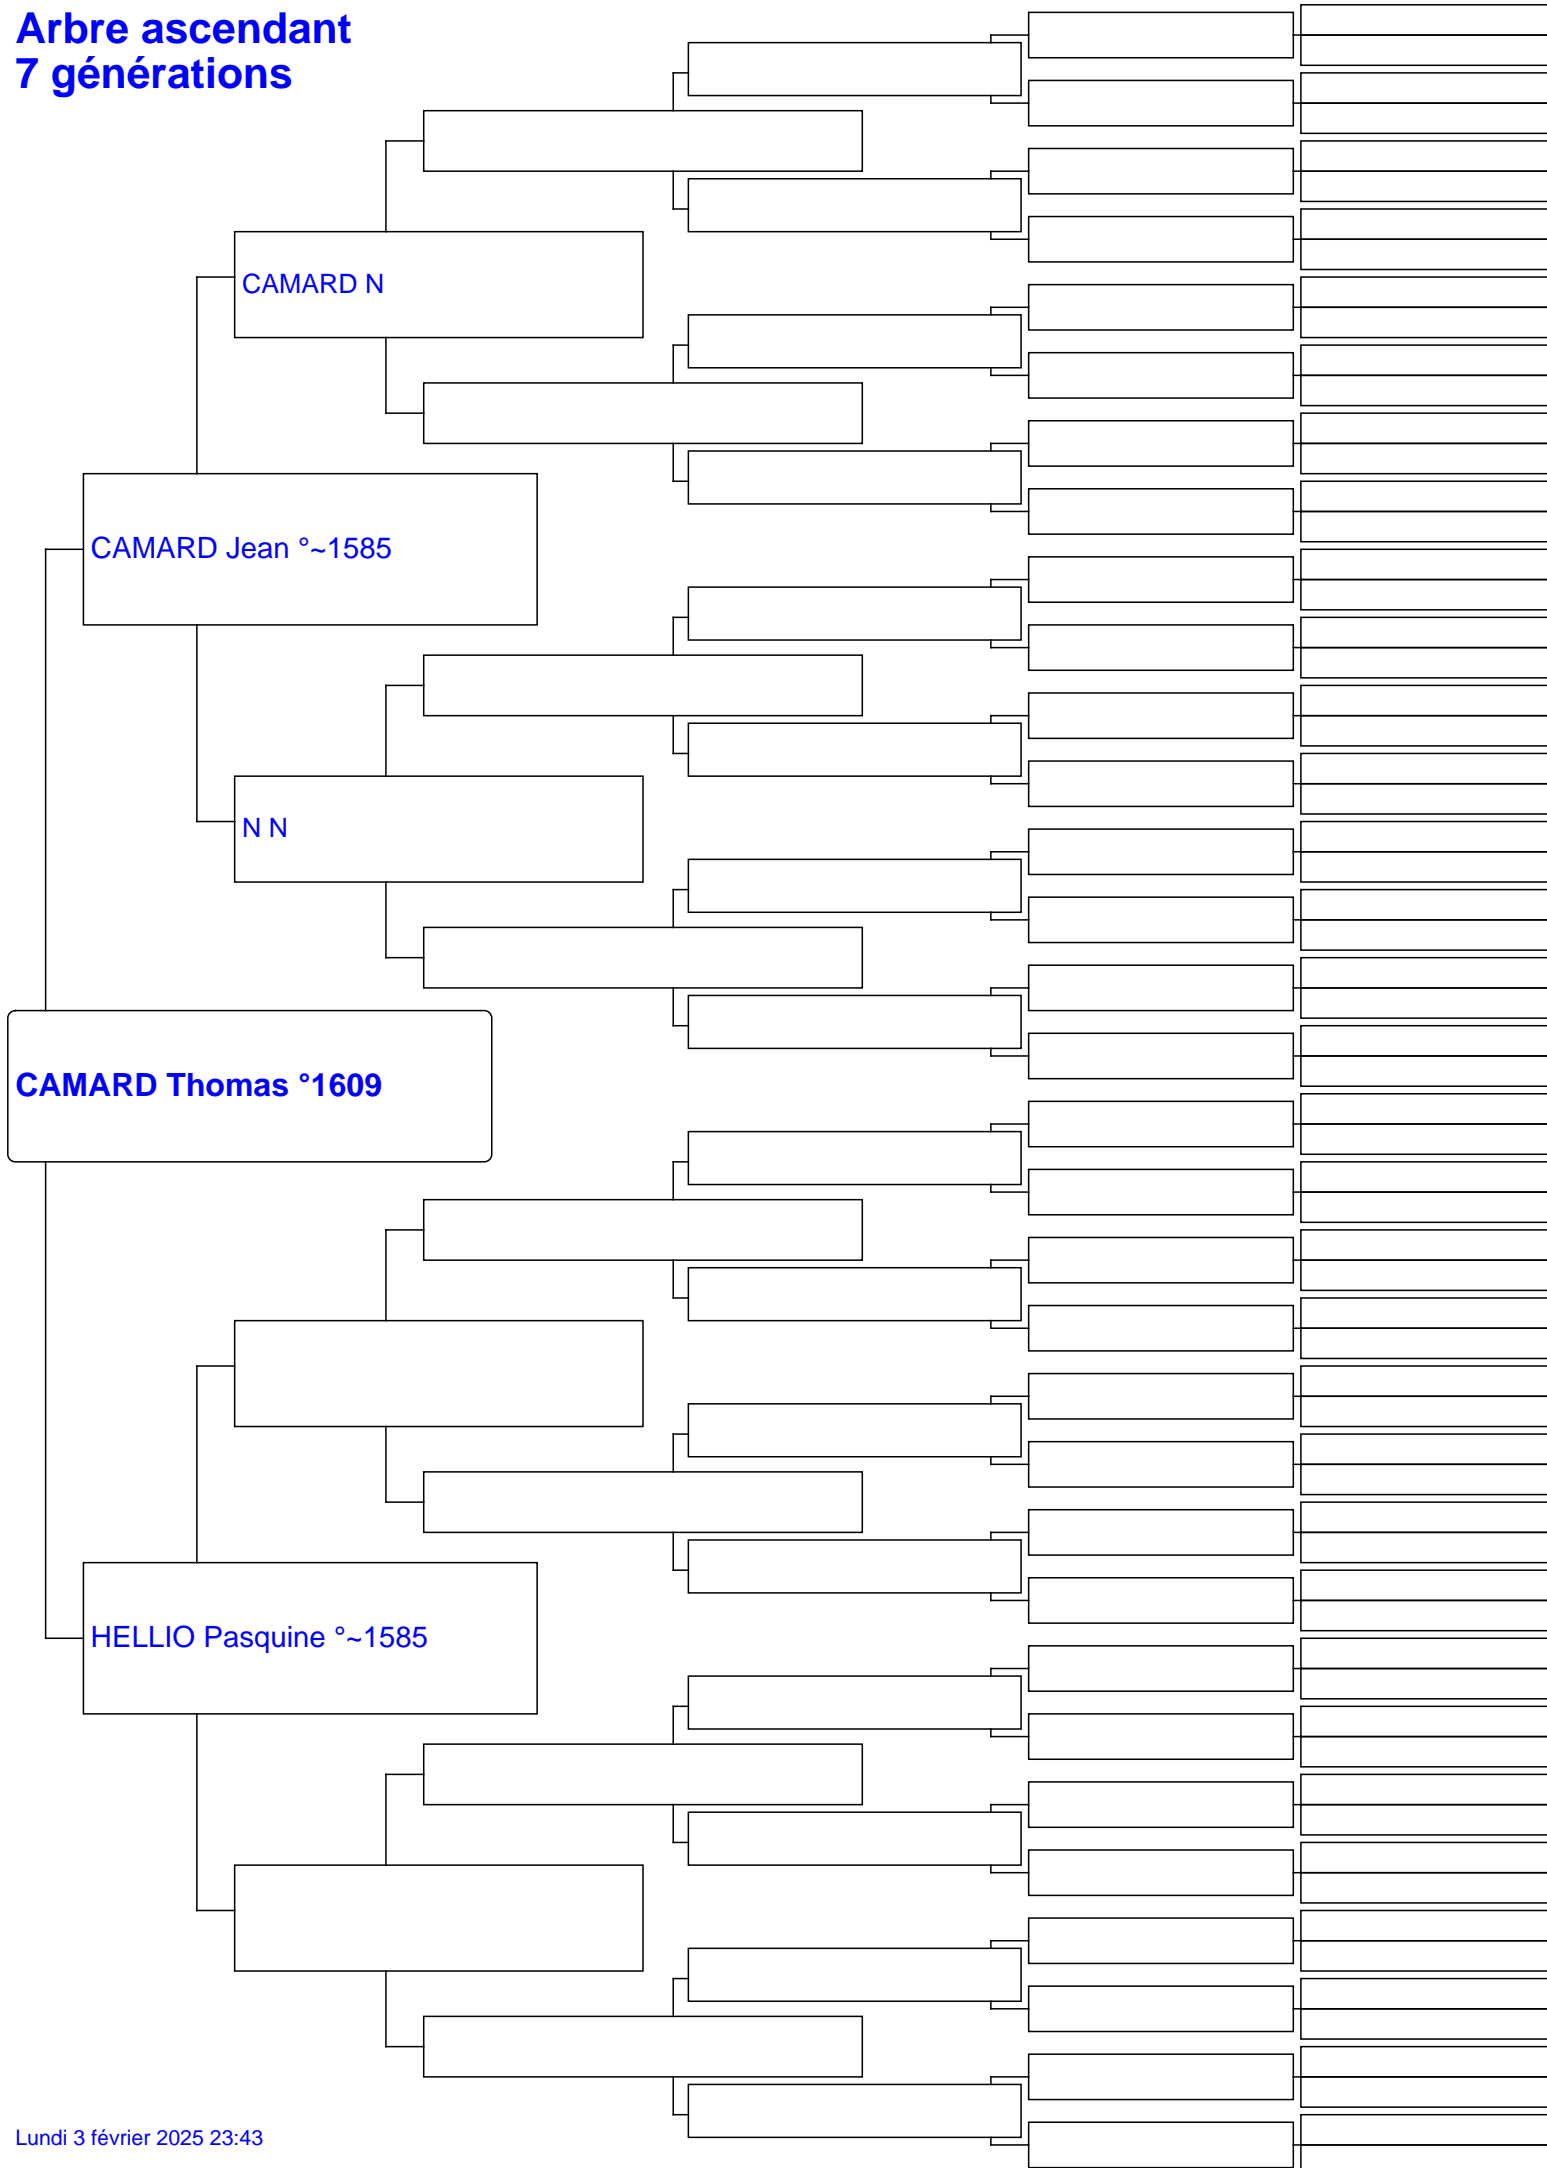 Arbre ascendant
7 générations
CAMARD N
CAMARD Jean °~1585
N N
CAMARD Thomas °1609
HELLIO Pasquine °~1585
Lundi 3 février 2025 23:43